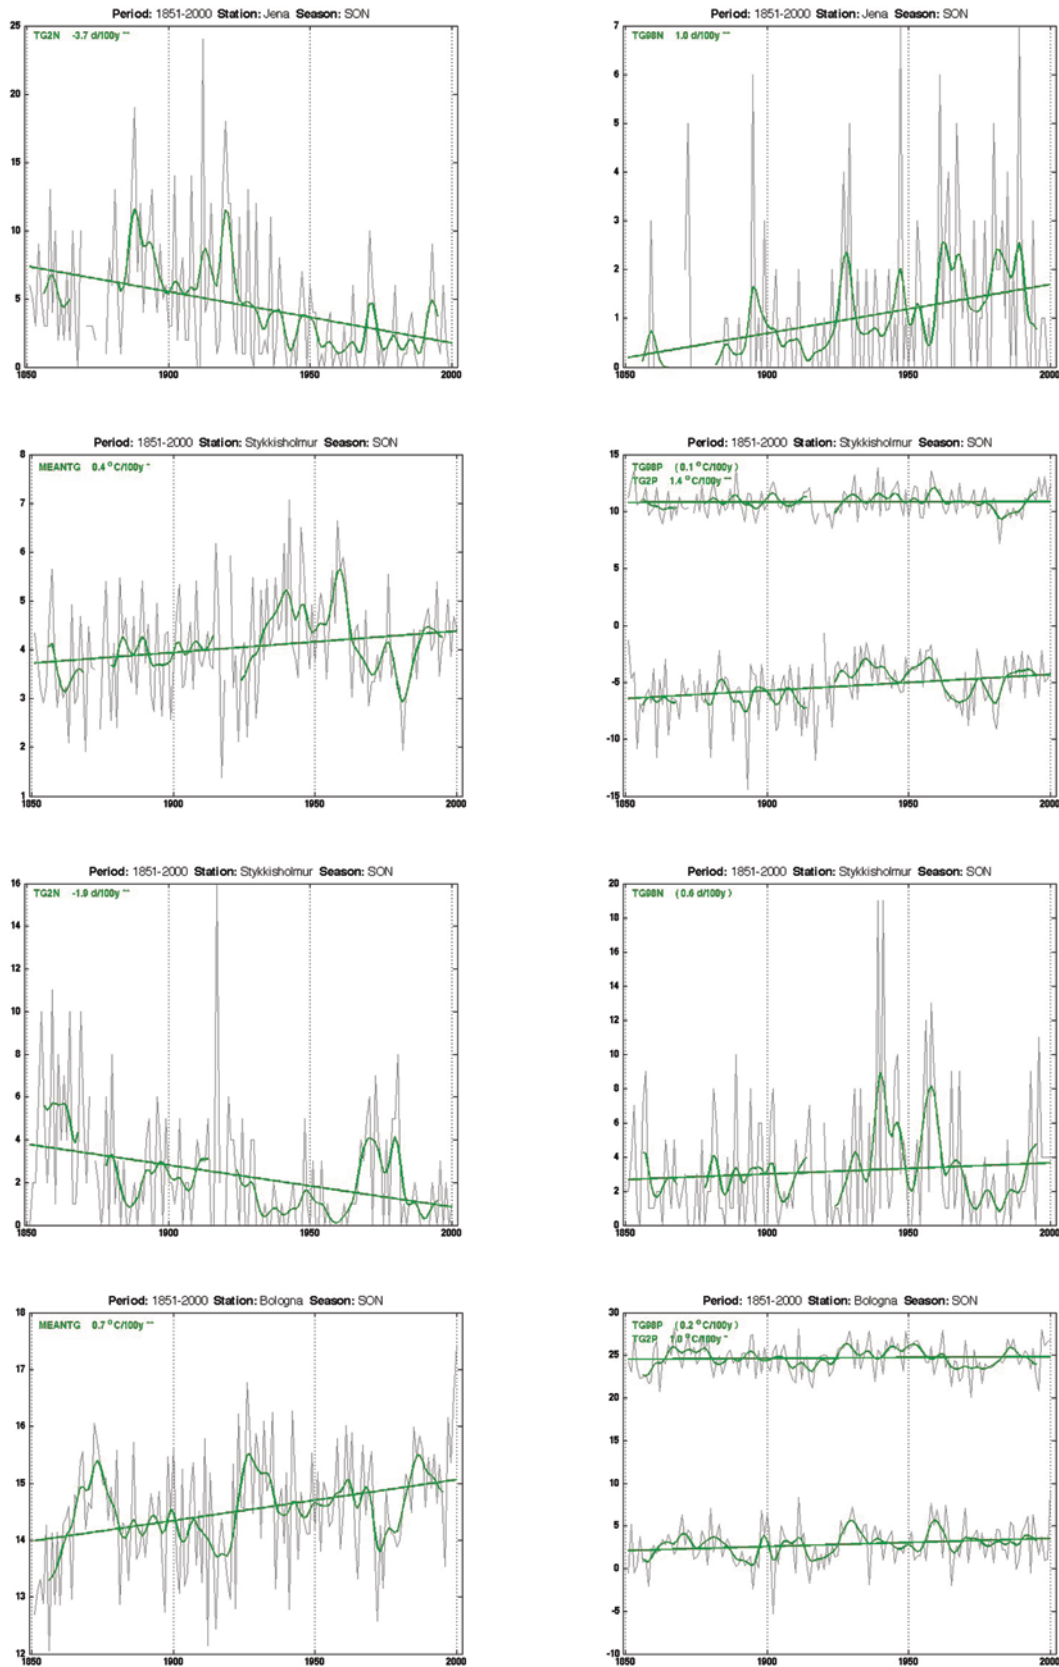 Period: 1851-2000 Station: Jena Season: SON
TG2N -3.7 d/100y **
25
20
15
10
5
0
1850 1900 1950 2000
Period: 1851-2000 Station: Jena Season: SON
TG98N 1.0 d/100y **
7
6
5
4
3
2
1
0
1850 1900 1950 2000
Period: 1851-2000 Station: Stykkisholmur Season: SON
MEANTG 0.4 °C/100y *
8
7
6
5
4
3
2
1
1850 1900 1950 2000
Period: 1851-2000 Station: Stykkisholmur Season: SON
TG98P (0.1 °C/100y)
TG2P 1.4 °C/100y **
15
10
5
0
-5
-10
-15
1850 1900 1950 2000
Period: 1851-2000 Station: Stykkisholmur Season: SON
TG2N -1.9 d/100y **
16
14
12
10
8
6
4
2
0
1850 1900 1950 2000
Period: 1851-2000 Station: Stykkisholmur Season: SON
TG98N (0.6 d/100y)
20
18
16
14
12
10
8
6
4
2
0
1850 1900 1950 2000
Period: 1851-2000 Station: Bologna Season: SON
MEANTG 0.7 °C/100y **
18
17
16
15
14
13
12
1850 1900 1950 2000
Period: 1851-2000 Station: Bologna Season: SON
TG98P (0.2 °C/100y)
TG2P 1.0 °C/100y *
30
25
20
15
10
5
0
-5
-10
1850 1900 1950 2000